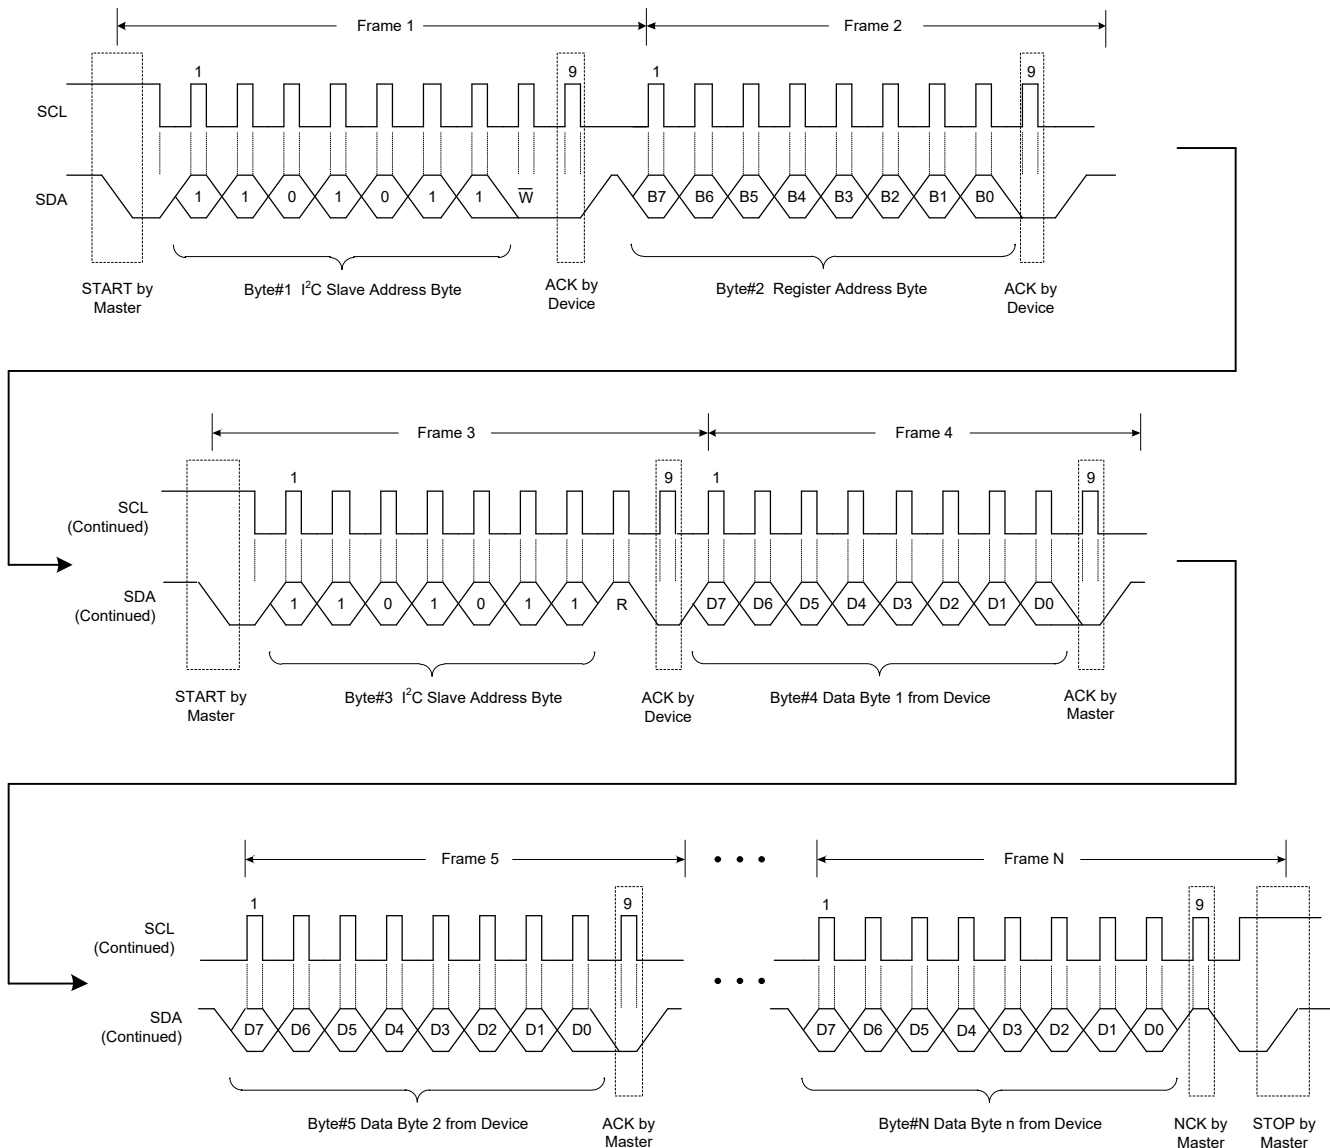 Frame 1 Frame 2
1 9 1 9
SCL
SDA 1 1 0 1 0 1 1 W̅ B7 B6 B5 B4 B3 B2 B1 B0
START by
Master
Byte#1 I²C Slave Address Byte
ACK by
Device
Byte#2 Register Address Byte
ACK by
Device
Frame 3 Frame 4
1 9 1 9
SCL
(Continued)
SDA
(Continued)
1 1 0 1 0 1 1 R D7 D6 D5 D4 D3 D2 D1 D0
START by
Master
Byte#3 I²C Slave Address Byte
ACK by
Device
Byte#4 Data Byte 1 from Device
ACK by
Master
Frame 5 • • • Frame N
1 9 1 9
SCL
(Continued)
• • •
SDA
(Continued)
D7 D6 D5 D4 D3 D2 D1 D0 D7 D6 D5 D4 D3 D2 D1 D0
Byte#5 Data Byte 2 from Device
ACK by
Master
Byte#N Data Byte n from Device
NCK by
Master
STOP by
Master